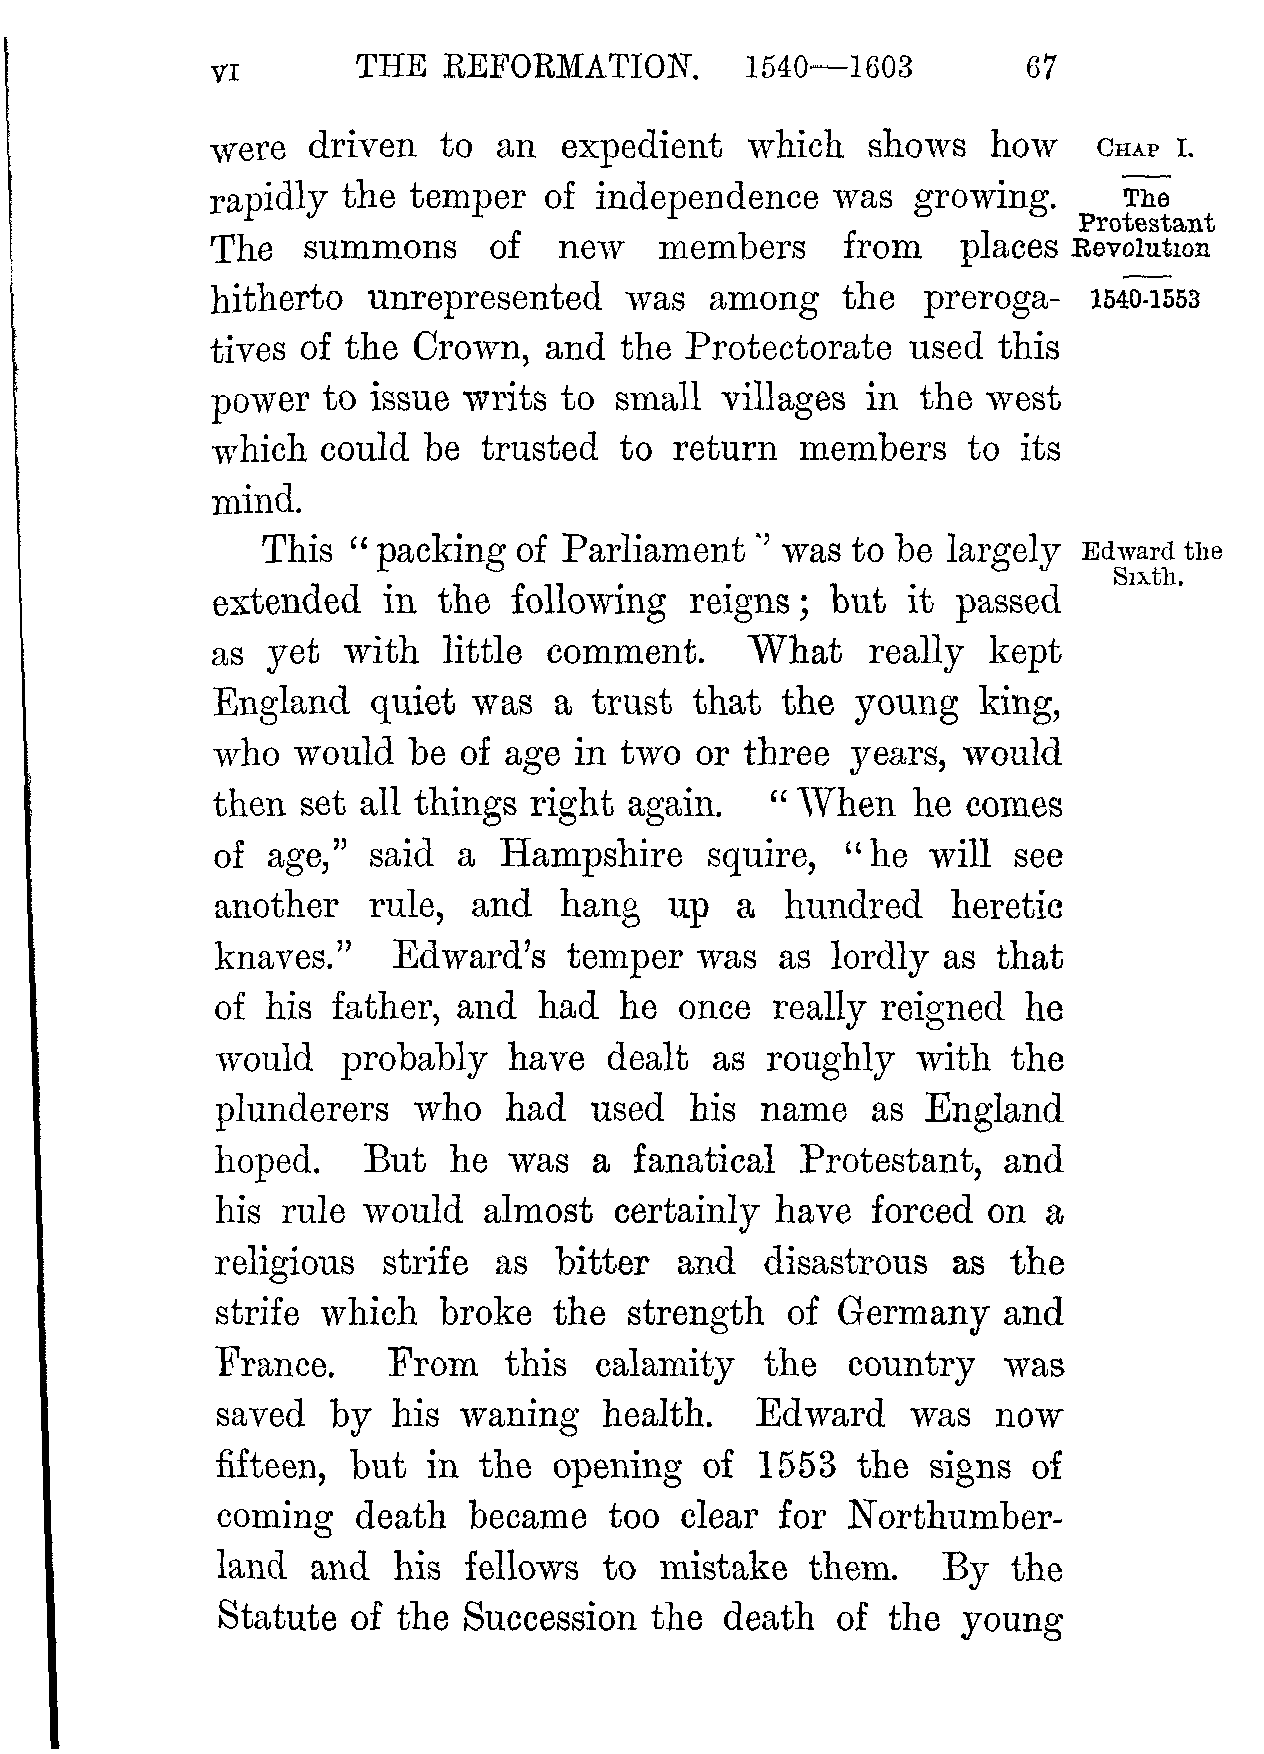 VI THE REFORMATION. 1540—1603 67
were driven to an expedient which shows how
rapidly the temper of independence was growing.
The summons of new members from places
hitherto unrepresented was among the preroga-
tives of the Crown, and the Protectorate used this
power to issue writs to small villages in the west
which could be trusted to return members to its
mind.
CHAP I.
The
Protestant
Revolution
1540-1553
This “packing of Parliament” was to be largely
extended in the following reigns; but it passed
as yet with little comment. What really kept
England quiet was a trust that the young king,
who would be of age in two or three years, would
then set all things right again. “When he comes
of age,” said a Hampshire squire, “he will see
another rule, and hang up a hundred heretic
knaves.” Edward's temper was as lordly as that
of his father, and had he once really reigned he
would probably have dealt as roughly with the
plunderers who had used his name as England
hoped. But he was a fanatical Protestant, and
his rule would almost certainly have forced on a
religious strife as bitter and disastrous as the
strife which broke the strength of Germany and
France. From this calamity the country was
saved by his waning health. Edward was now
fifteen, but in the opening of 1553 the signs of
coming death became too clear for Northumber-
land and his fellows to mistake them. By the
Statute of the Succession the death of the young
Edward the
Sixth.